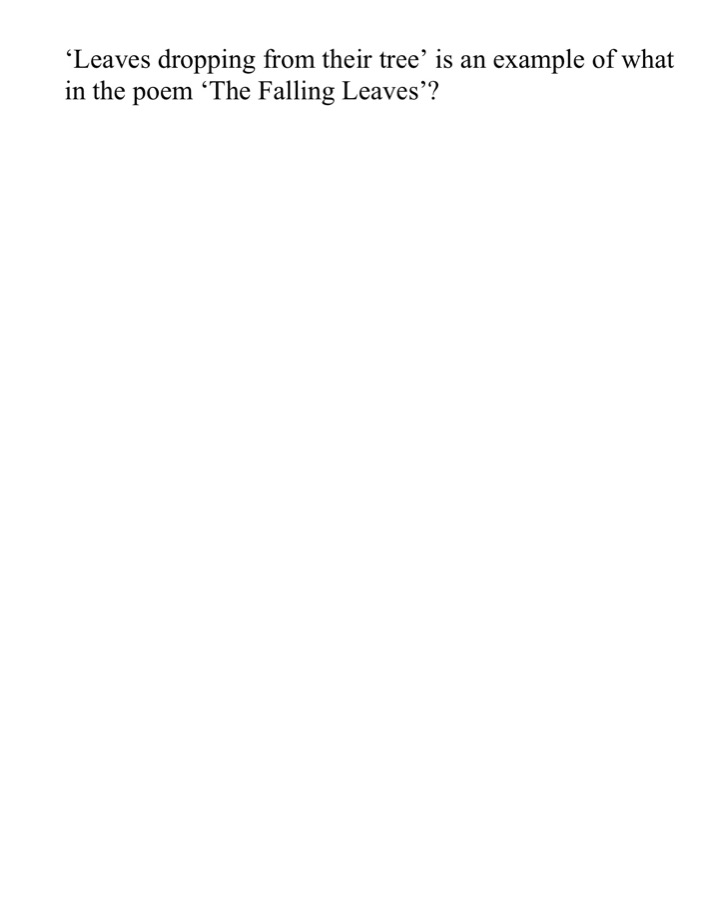 ‘Leaves dropping from their tree’ is an example of what
in the poem ‘The Falling Leaves’?